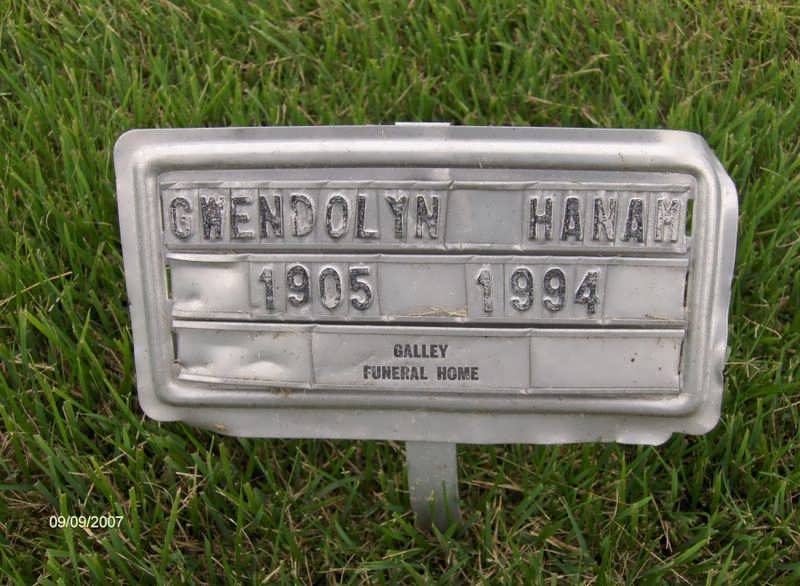 GWENDOLYN HANAM
1905 1994
GALLEY
FUNERAL HOME
09/09/2007